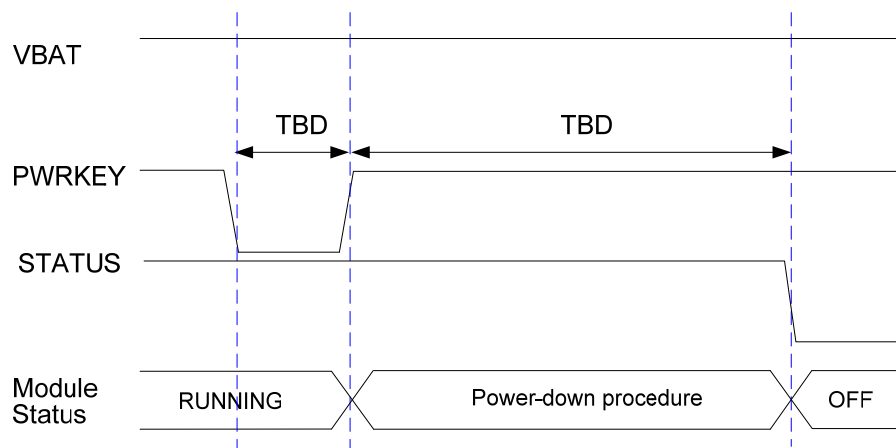 VBAT
TBD
TBD
PWRKEY
STATUS
Module
Status
RUNNING
Power-down procedure
OFF